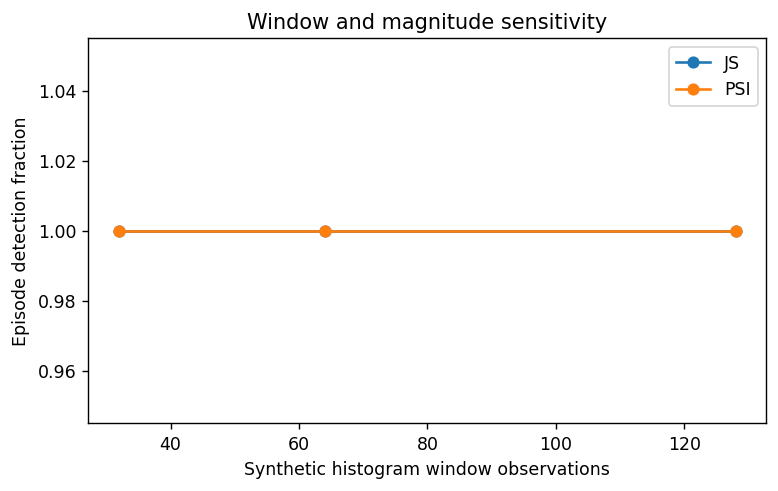 Window and magnitude sensitivity
JS
PSI
1.04
1.02
1.00
0.98
0.96
Episode detection fraction
40
60
80
100
120
Synthetic histogram window observations